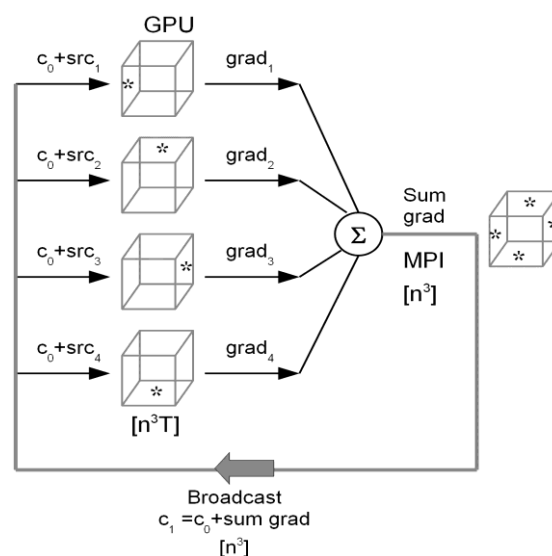 GPU
c₀+src₁
*
grad₁
c₀+src₂
*
grad₂
c₀+src₃
*
grad₃
c₀+src₄
*
grad₄
[n³T]
Σ
Sum
grad
MPI
[n³]
*
* *
*
Broadcast
c₁ =c₀+sum grad
[n³]